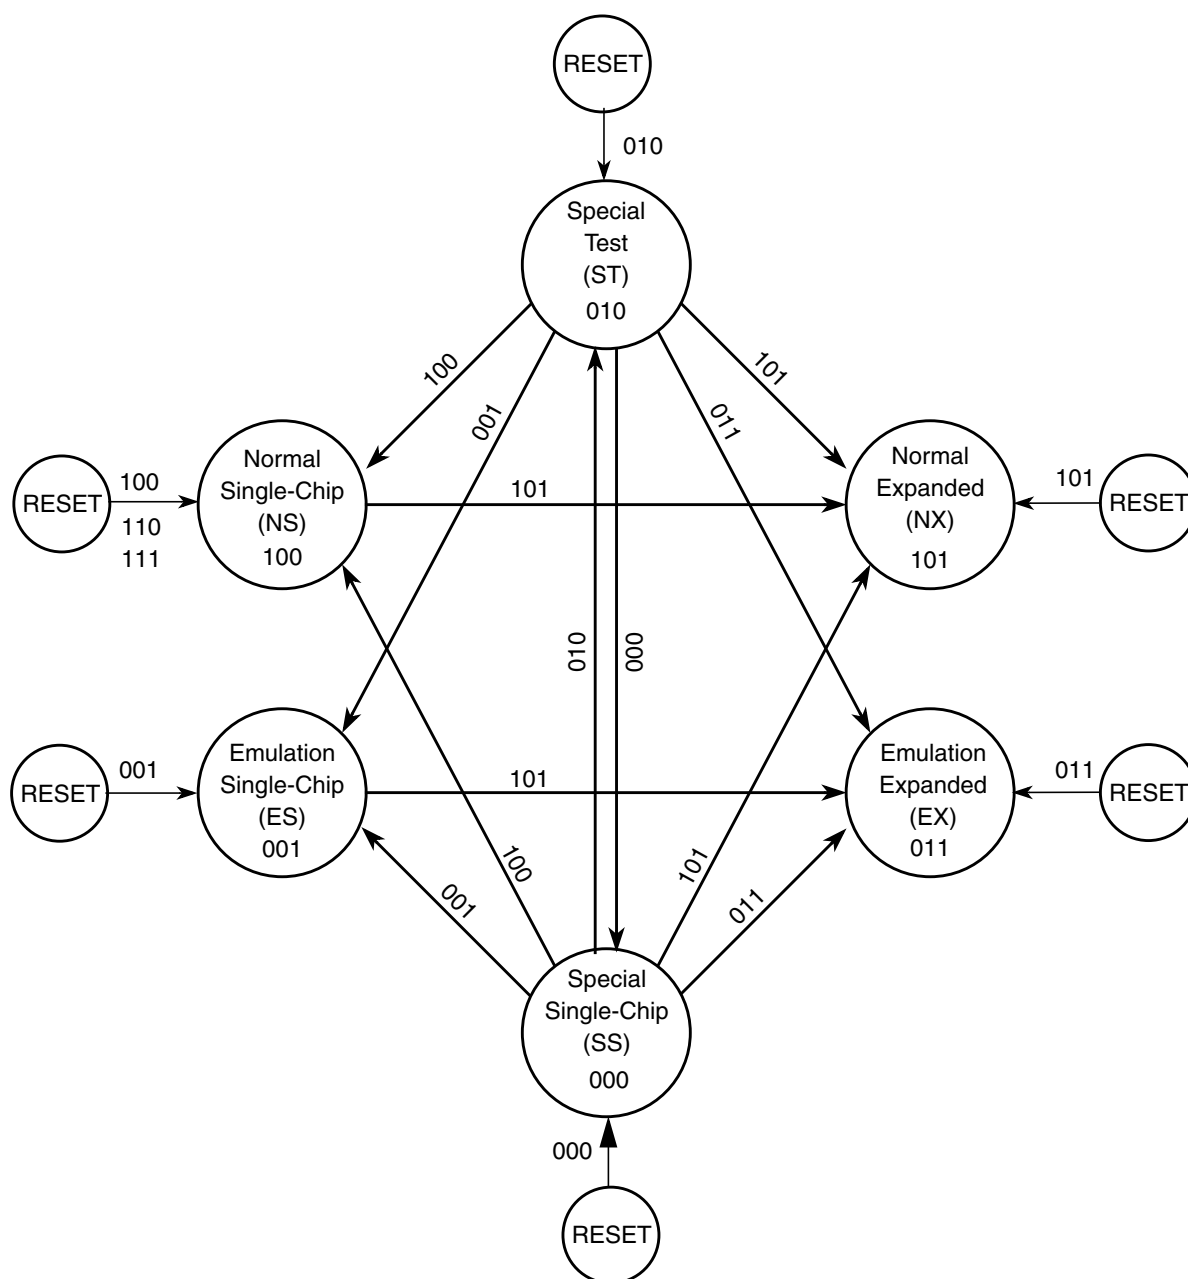 RESET
010
Special
Test
(ST)
010
100
001
101
011
Normal
Single-Chip
(NS)
100
Normal
Expanded
(NX)
101
RESET
100
110
111
101
101
RESET
010
000
Emulation
Single-Chip
(ES)
001
Emulation
Expanded
(EX)
011
RESET
001
101
011
RESET
001
100
101
011
Special
Single-Chip
(SS)
000
000
RESET